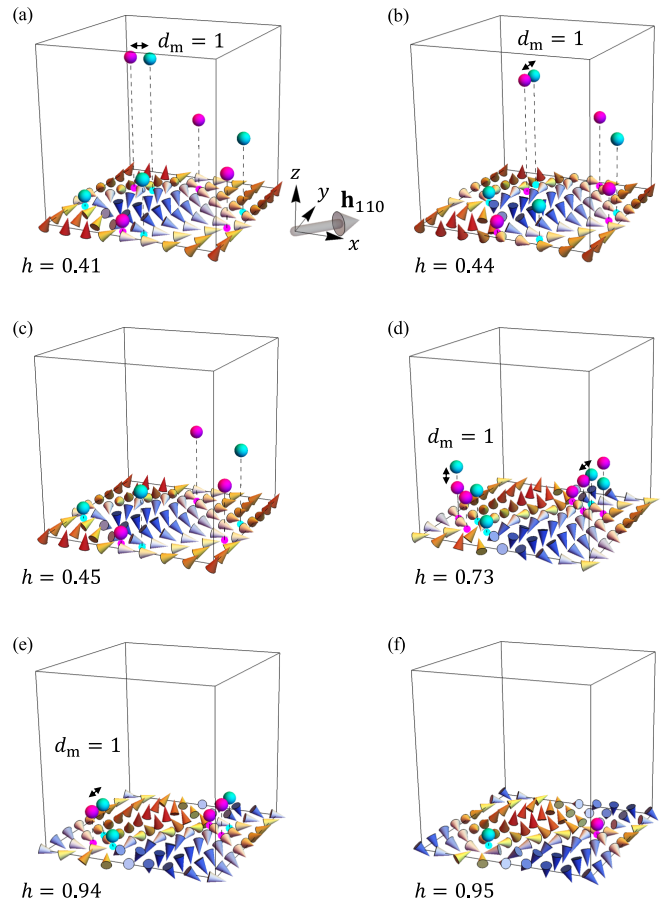 (a)
(b)
d_m = 1
d_m = 1
z
y
h_110
x
h = 0.41
h = 0.44
(c)
(d)
d_m = 1
h = 0.45
h = 0.73
(e)
(f)
d_m = 1
h = 0.94
h = 0.95